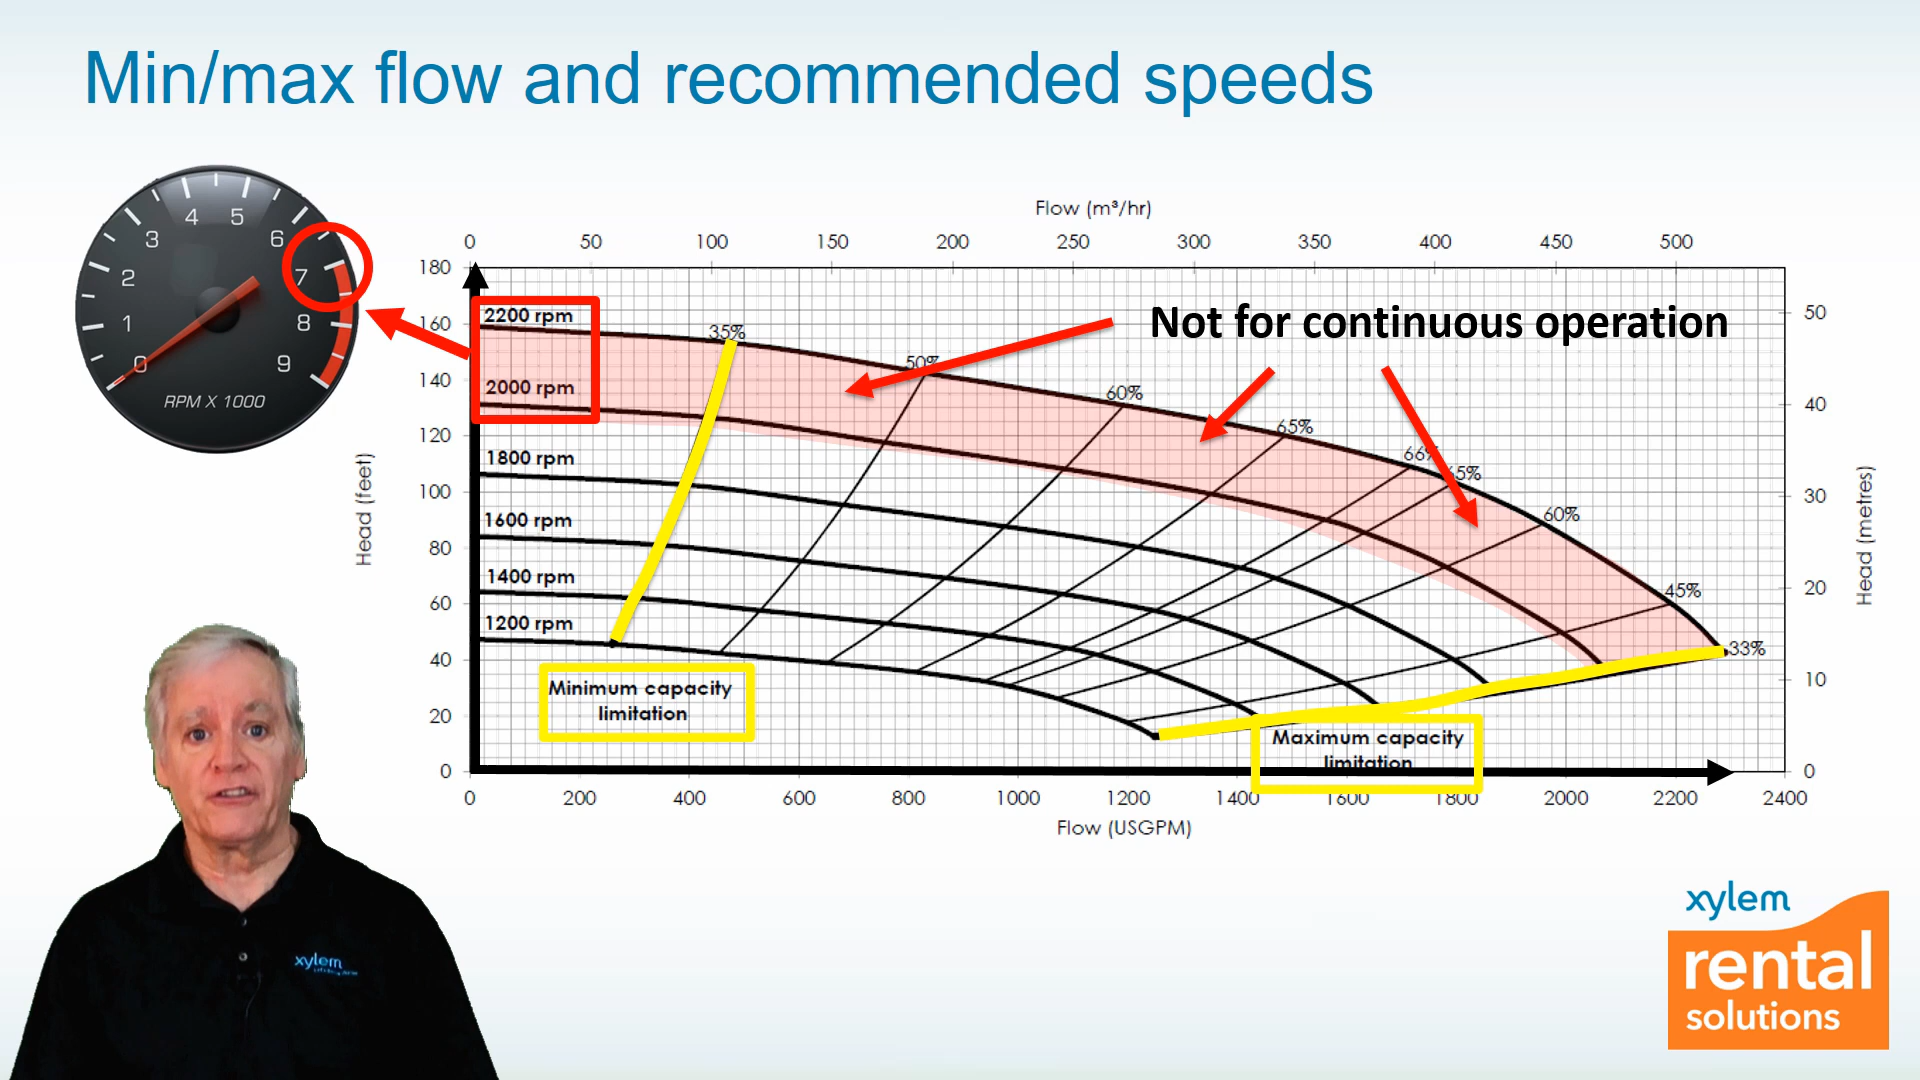 Min/max flow and recommended speeds
4 5
3 6
2 7
1 8
0 9
RPM X 1000
Flow (m³/hr)
0 50 100 150 200 250 300 350 400 450 500
180
160
140
120
100
80
60
40
20
0
Head (feet)
2200 rpm
2000 rpm
1800 rpm
1600 rpm
1400 rpm
1200 rpm
35%
50%
60%
65%
66%
65%
60%
45%
33%
Not for continuous operation
Minimum capacity
limitation
Maximum capacity
limitation
50
40
30
20
10
0
Head (metres)
0 200 400 600 800 1000 1200 1400 1600 1800 2000 2200 2400
Flow (USGPM)
xylem
xylem
rental
solutions